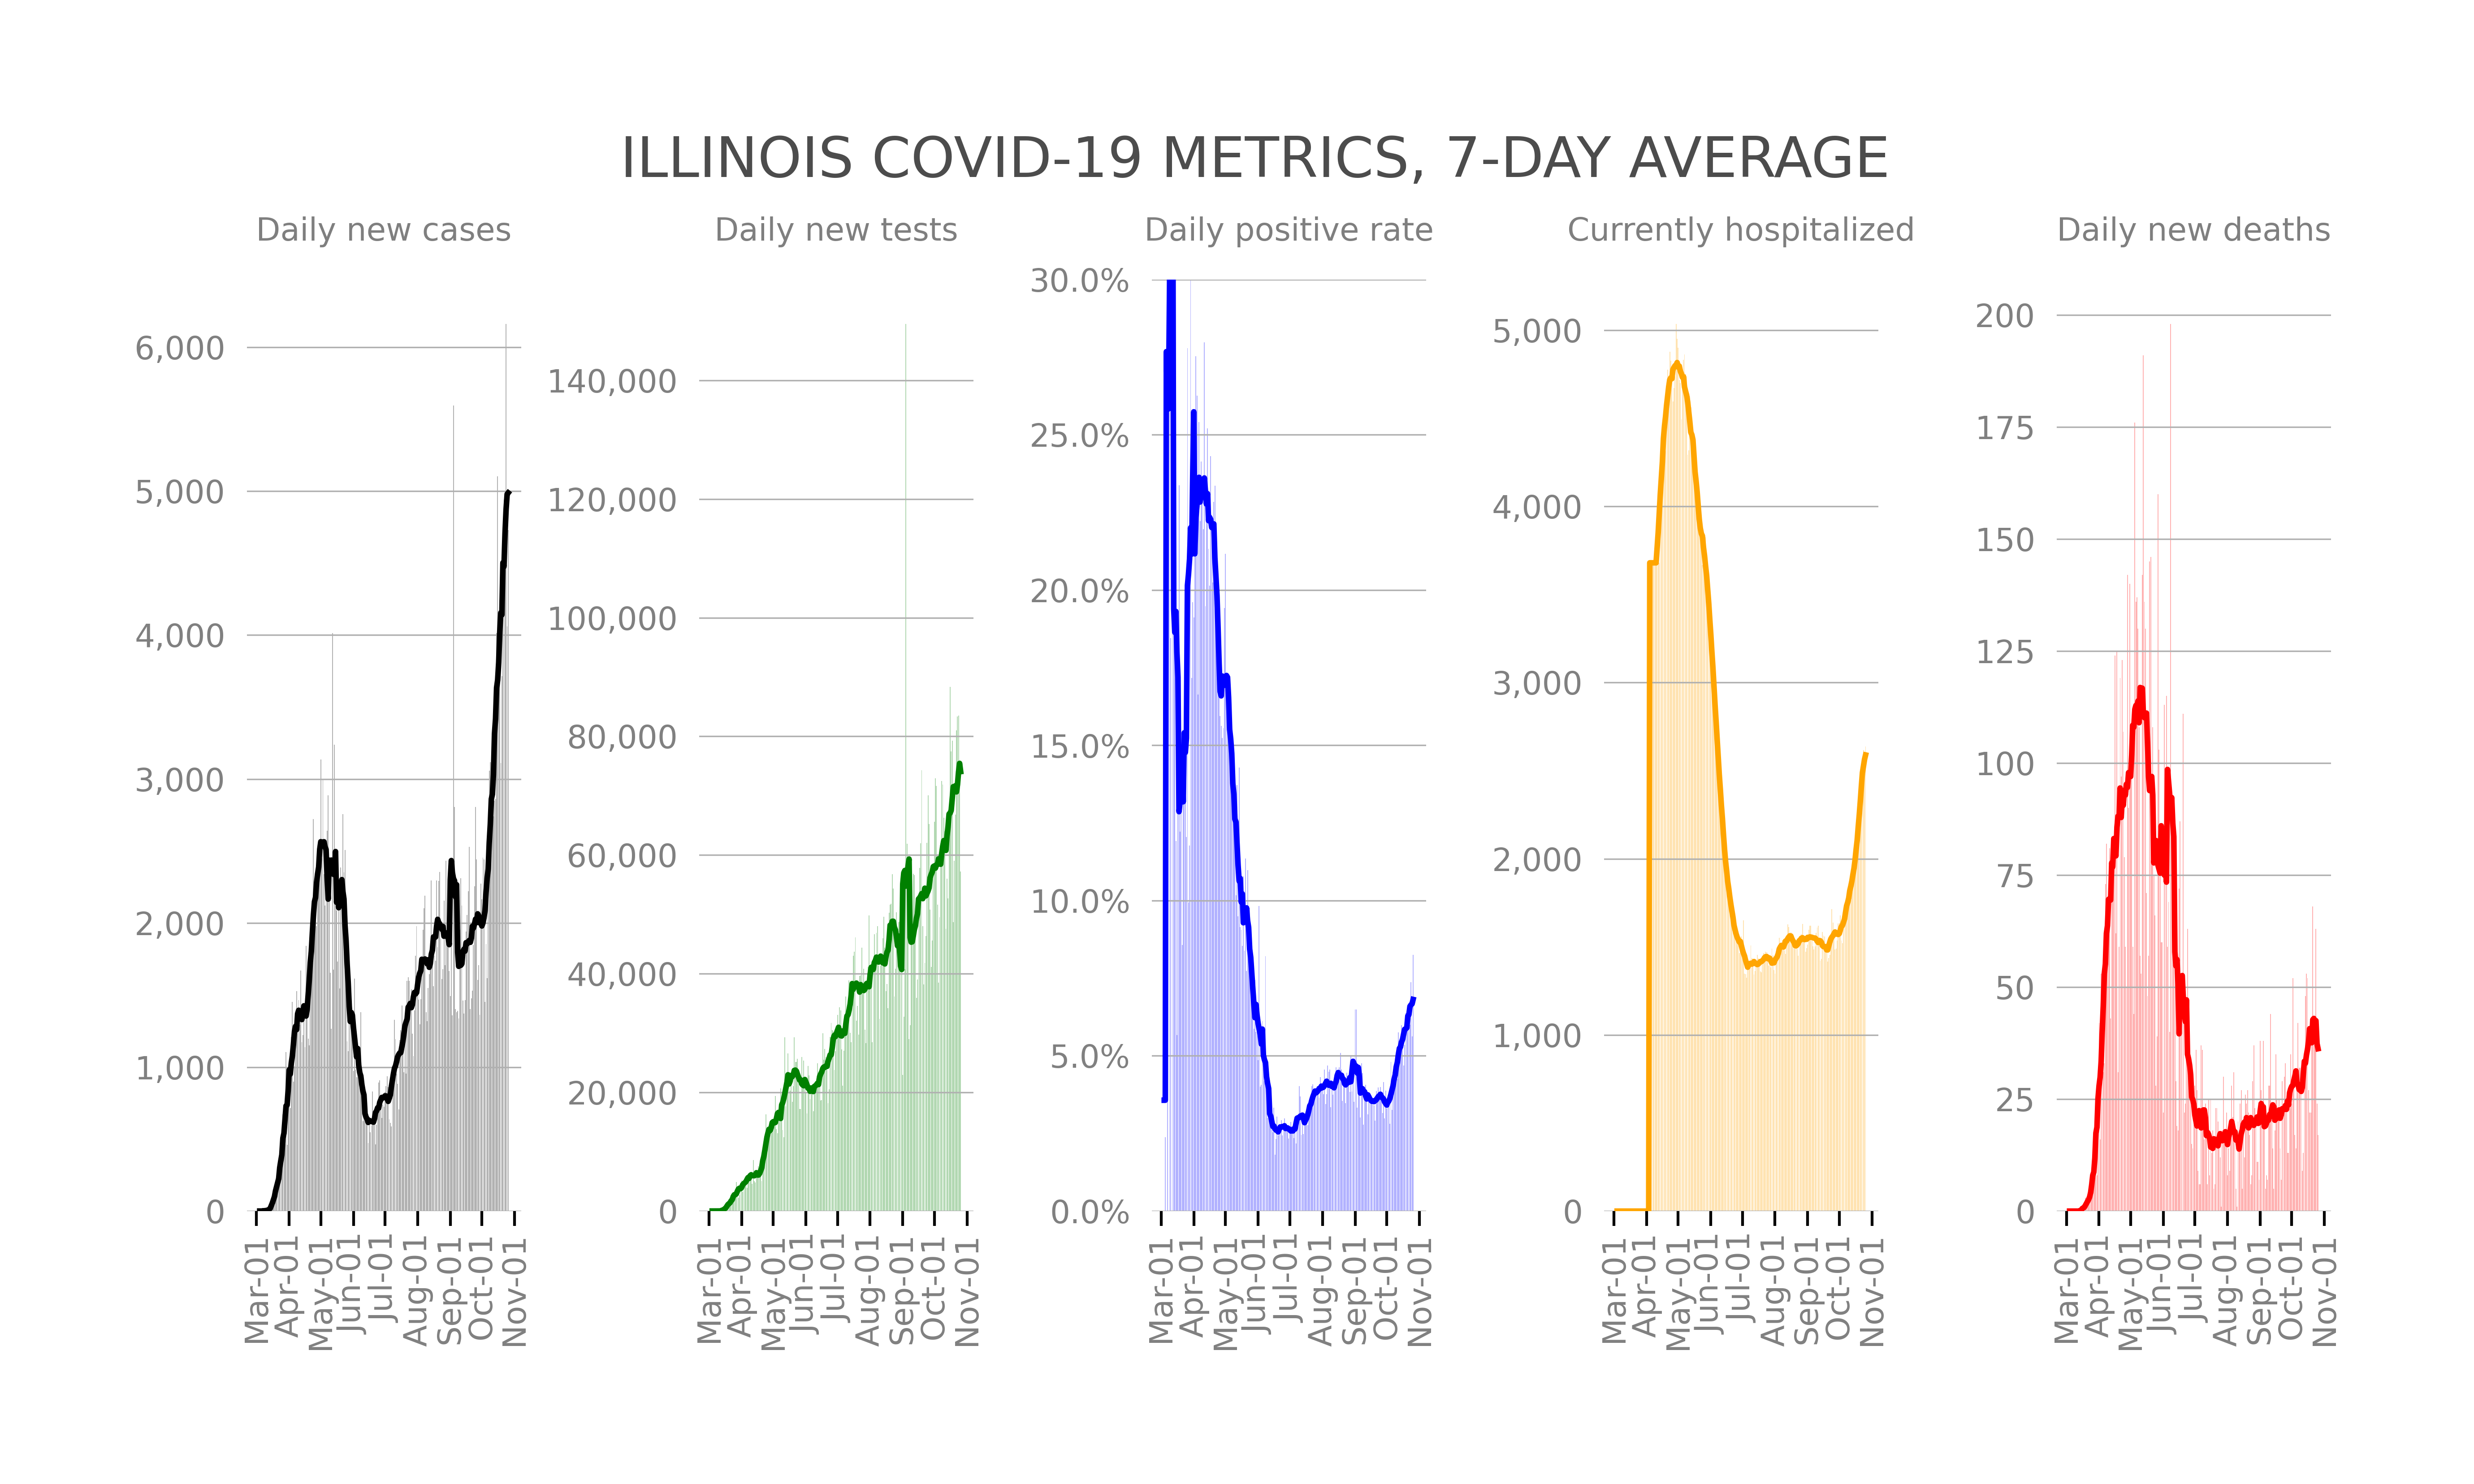 ILLINOIS COVID-19 METRICS, 7-DAY AVERAGE
Daily new cases
6,000
5,000
4,000
3,000
2,000
1,000
0
Mar-01
Apr-01
May-01
Jun-01
Jul-01
Aug-01
Sep-01
Oct-01
Nov-01
Daily new tests
140,000
120,000
100,000
80,000
60,000
40,000
20,000
0
Mar-01
Apr-01
May-01
Jun-01
Jul-01
Aug-01
Sep-01
Oct-01
Nov-01
Daily positive rate
30.0%
25.0%
20.0%
15.0%
10.0%
5.0%
0.0%
Mar-01
Apr-01
May-01
Jun-01
Jul-01
Aug-01
Sep-01
Oct-01
Nov-01
Currently hospitalized
5,000
4,000
3,000
2,000
1,000
0
Mar-01
Apr-01
May-01
Jun-01
Jul-01
Aug-01
Sep-01
Oct-01
Nov-01
Daily new deaths
200
175
150
125
100
75
50
25
0
Mar-01
Apr-01
May-01
Jun-01
Jul-01
Aug-01
Sep-01
Oct-01
Nov-01